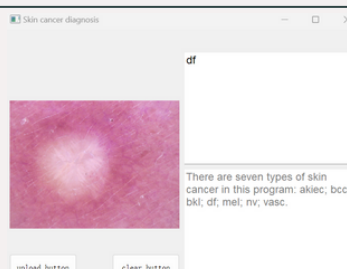 Skin cancer diagnosis
df
There are seven types of skin
cancer in this program: akiec; bcc
bkl; df; mel; nv; vasc.
upload button
clear button